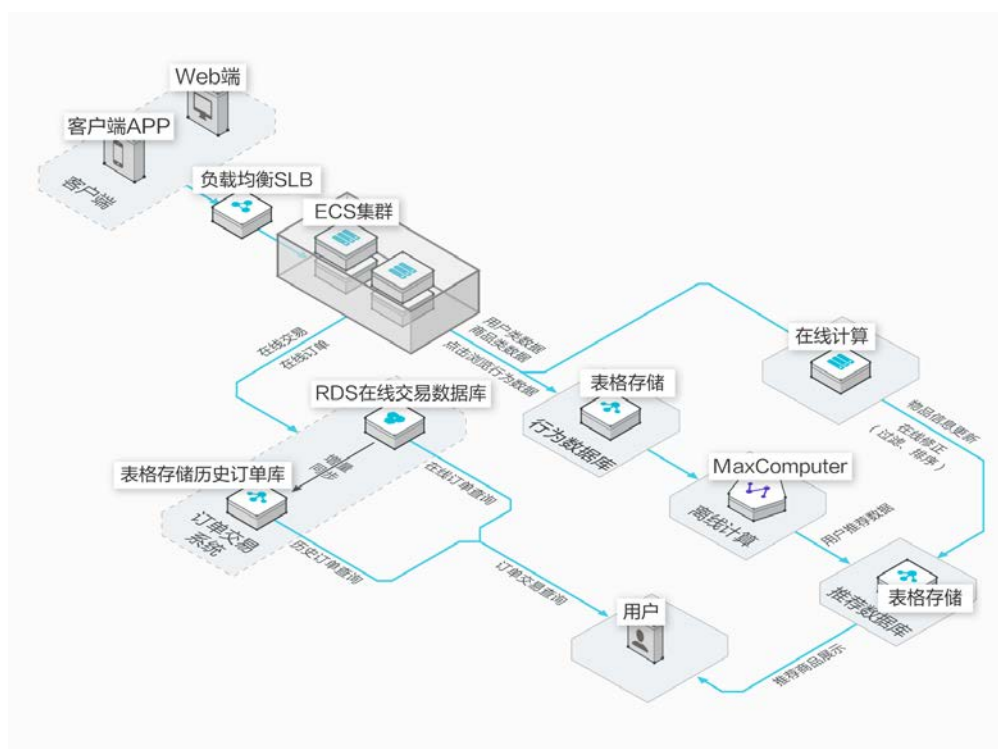 Web端
客户端APP
客户端
负载均衡SLB
ECS集群
在线交易
在线订单
用户类数据
商品类数据
点击浏览行为数据
在线计算
表格存储
行为数据库
RDS在线交易数据库
物品信息更新
在线修正
（过滤、排序）
增量
同步
在线订单查询
表格存储历史订单库
MaxComputer
离线计算
订单交易
系统
历史订单查询
用户推荐数据
订单交易查询
表格存储
推荐数据库
用户
推荐商品展示